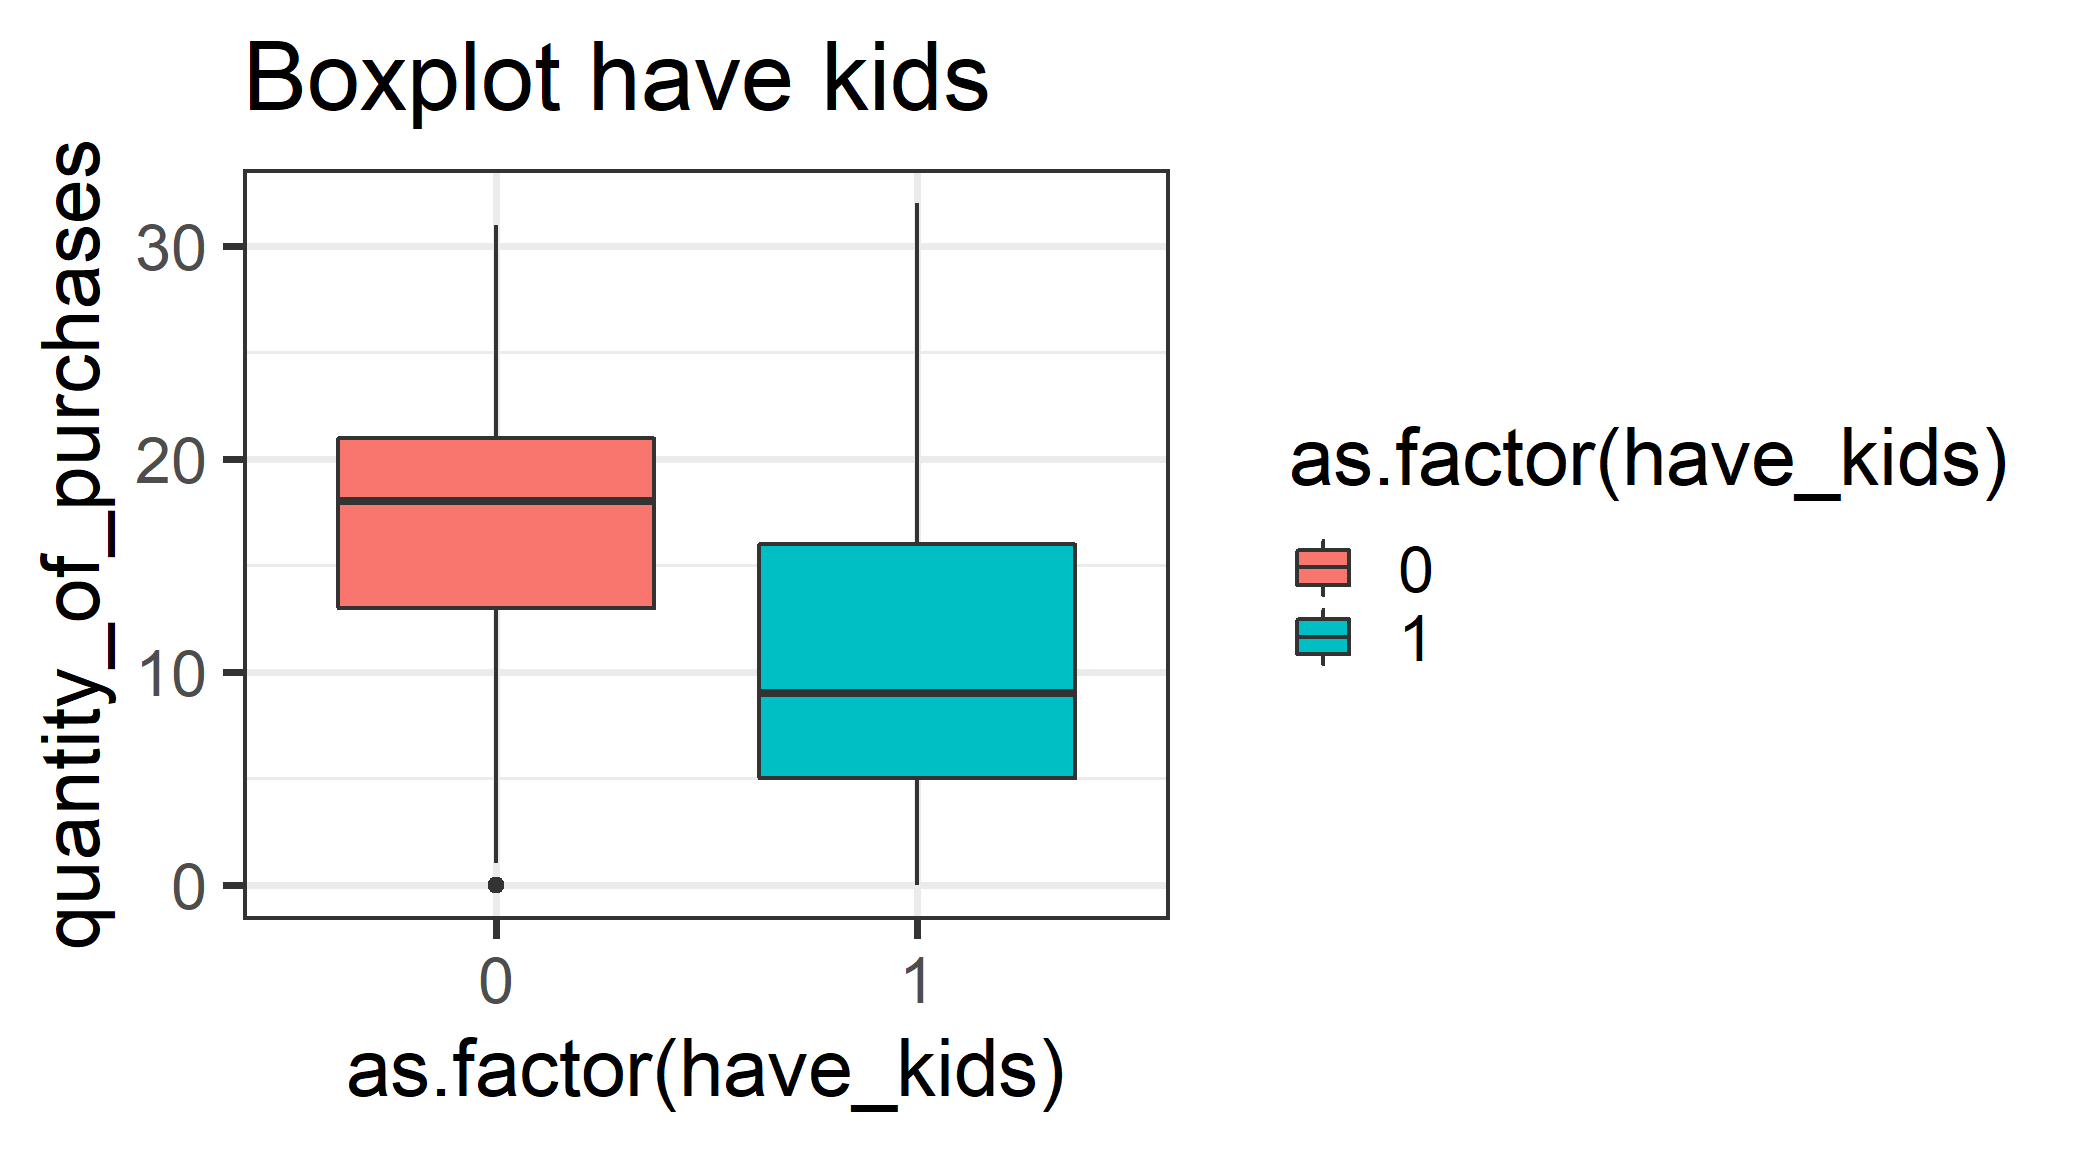 Boxplot have kids
quantity_of_purchases
30
20
10
0
0
1
as.factor(have_kids)
as.factor(have_kids)
0
1